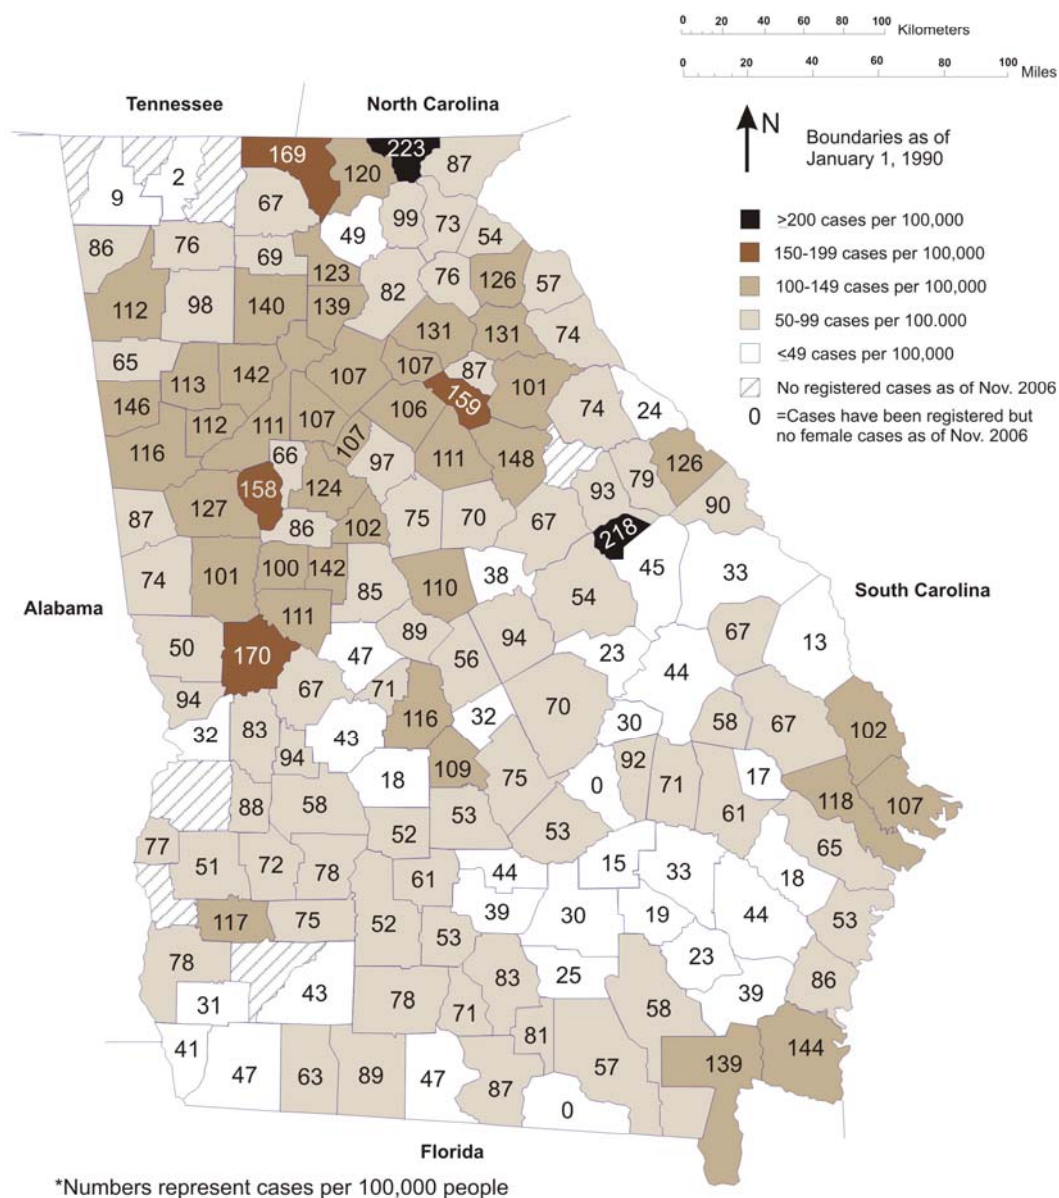 0 20 40 60 80 100 Kilometers
0 20 40 60 80 100 Miles
Tennessee North Carolina
N Boundaries as of
January 1, 1990
≥200 cases per 100,000
150-199 cases per 100,000
100-149 cases per 100,000
50-99 cases per 100.000
≤49 cases per 100,000
No registered cases as of Nov. 2006
0 =Cases have been registered but
no female cases as of Nov. 2006
169 223
120 87
9 2
67 99 73
49 54
86 76 69
123 82 76 126 57
112 98 140 139
131 131 74
65 113 142 107 107 87 101
146 159 74 24
112 111 107 107 106
116 66 97 111 148 126
158 124 93 79
127 90
87 86 102 75 70 67
218
74 101 100 142 85 110 38 45 33
54
Alabama South Carolina
111 89 94 67 13
50 170 47 56 23 44
94 67 71
32 83 43 116 32 70 30 58 67 102
94 18 109 75 0 92 71 17
88 58 53 61 118 107
52 53
77 51 72 78 65
61 44 15 33 18
117 75 52 39 30 19 44 53
53
78 83 25 23 86
31 43 78 71 58 39
81
41 47 63 89 47 87 57 139 144
0
Florida
*Numbers represent cases per 100,000 people